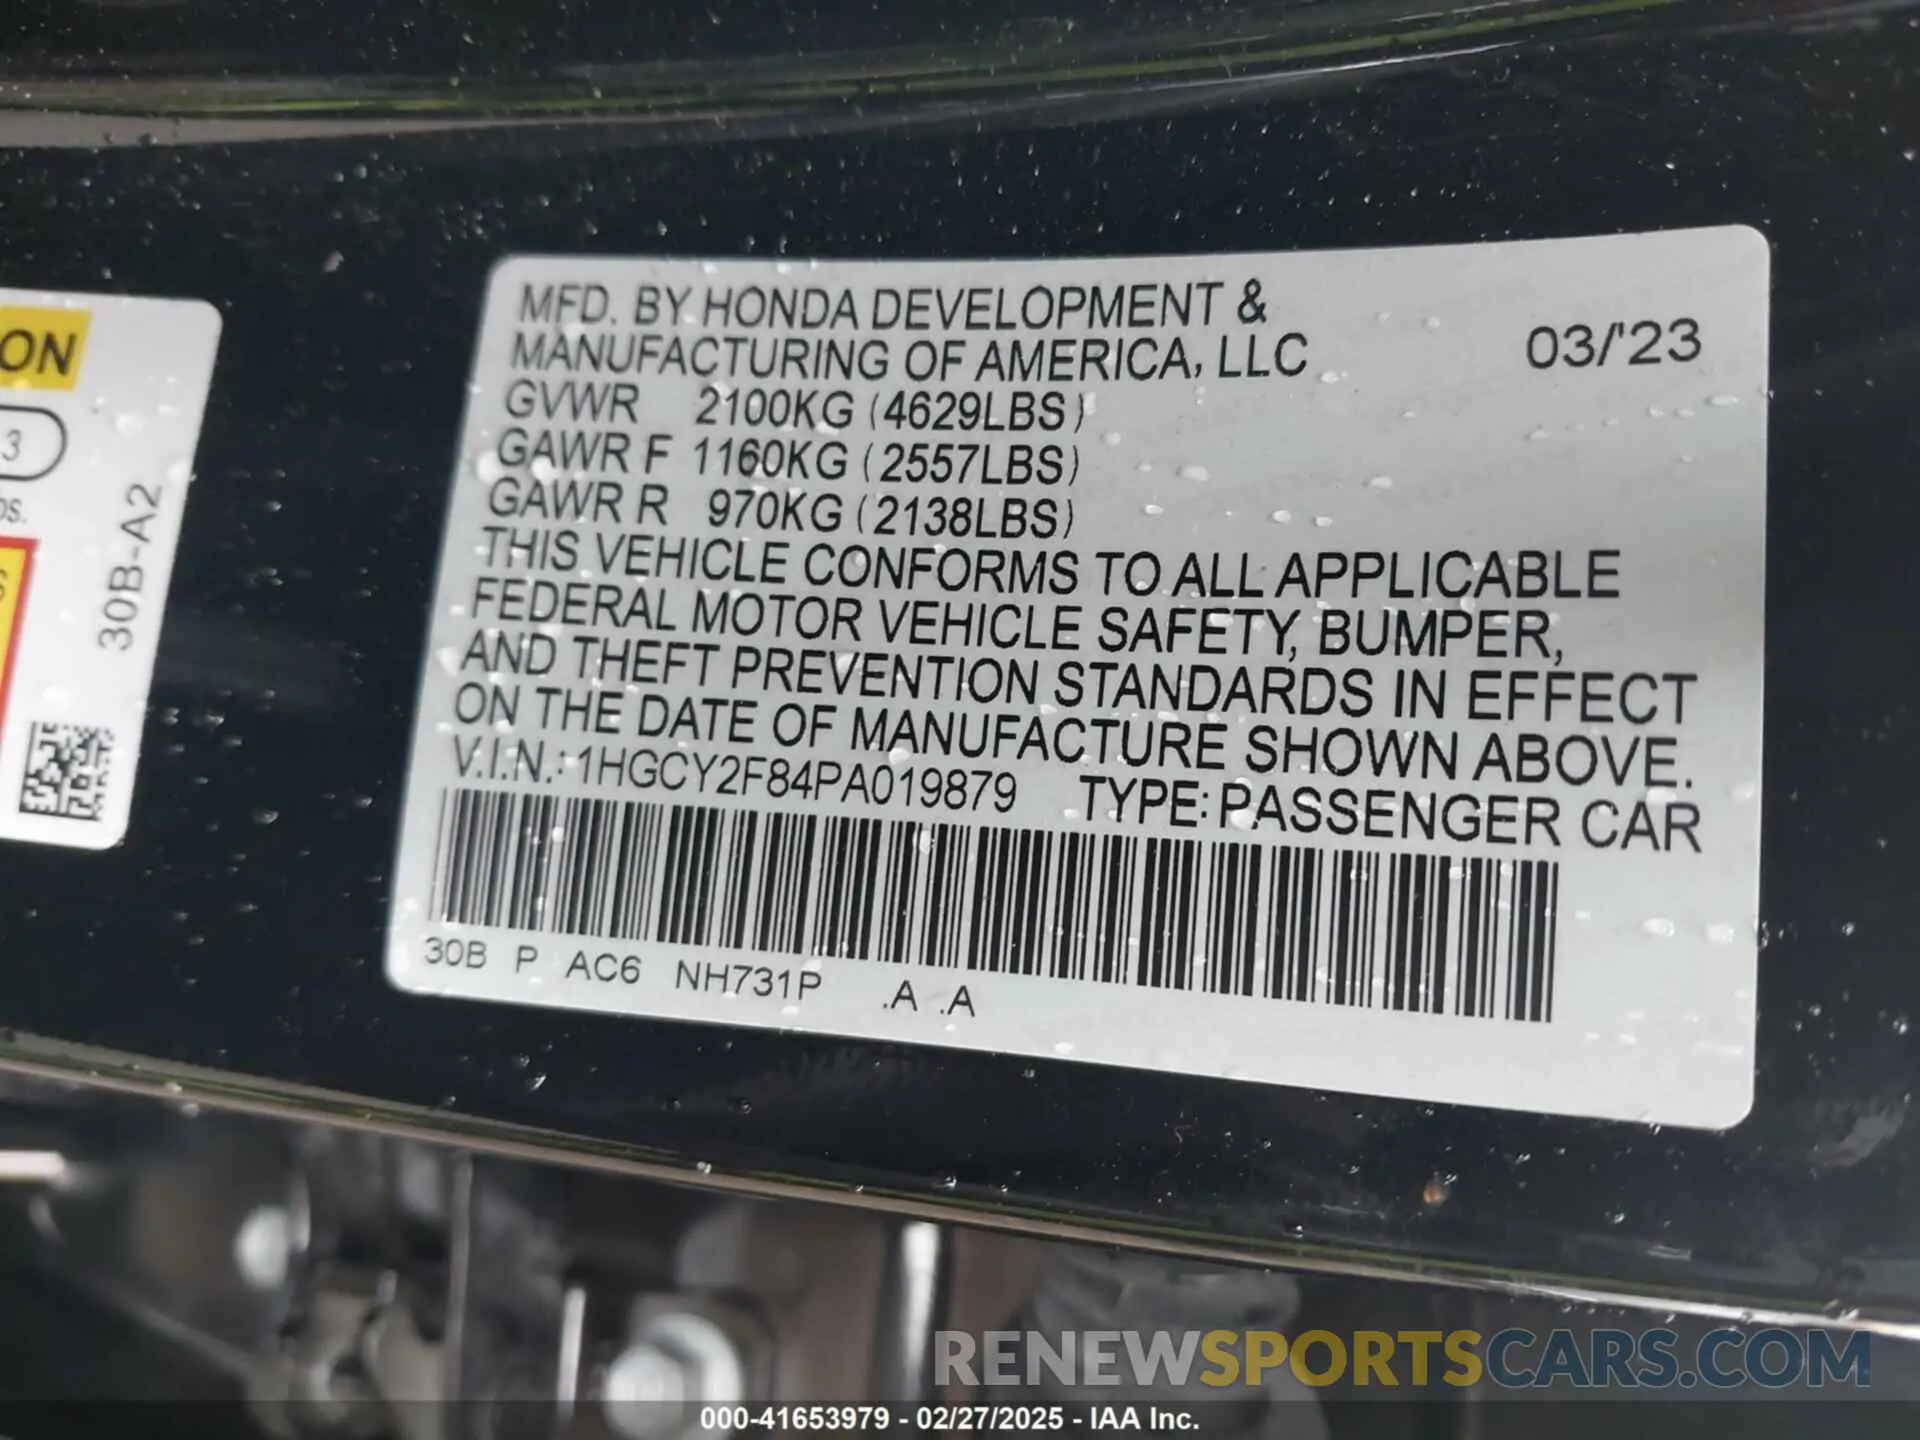 MFD. BY HONDA DEVELOPMENT &
MANUFACTURING OF AMERICA, LLC 03/'23
GVWR 2100KG (4629LBS)
GAWR F 1160KG (2557LBS)
GAWR R 970KG (2138LBS)
THIS VEHICLE CONFORMS TO ALL APPLICABLE
FEDERAL MOTOR VEHICLE SAFETY, BUMPER,
AND THEFT PREVENTION STANDARDS IN EFFECT
ON THE DATE OF MANUFACTURE SHOWN ABOVE.
V.I.N.: 1HGCY2F84PA019879 TYPE: PASSENGER CAR
30B P AC6 NH731P .A .A
ON
3
30B-A2
RENEWSPORTSCARS.COM
000-41653979 - 02/27/2025 - IAA Inc.